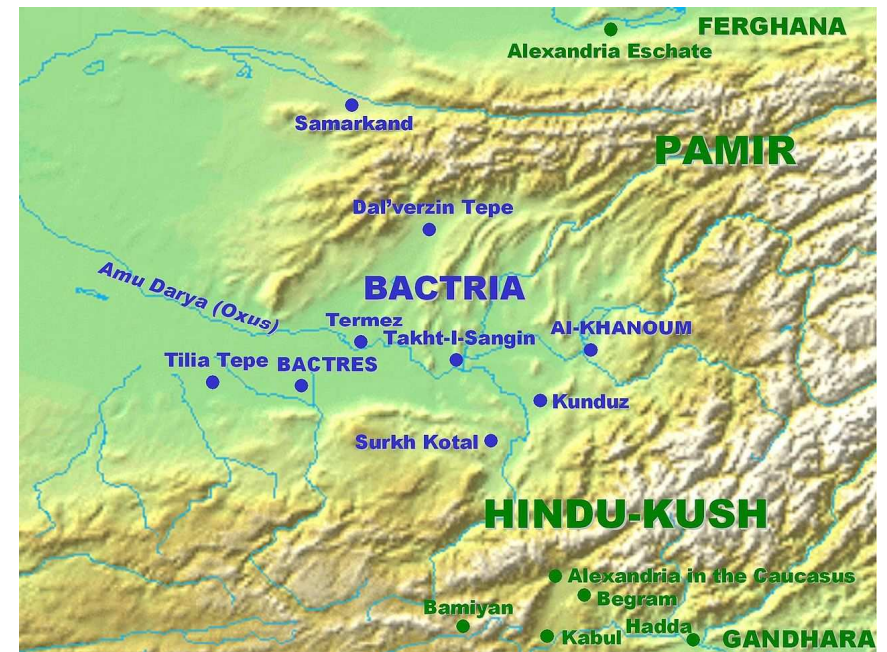 FERGHANA
Alexandria Eschate
Samarkand
PAMIR
Dal'verzin Tepe
BACTRIA
Amu Darya (Oxus)
Termez
AI-KHANOUM
Takht-I-Sangin
Tilia Tepe
BACTRES
Kunduz
Surkh Kotal
HINDU-KUSH
Alexandria in the Caucasus
Begram
Bamiyan
Hadda
Kabul
GANDHARA